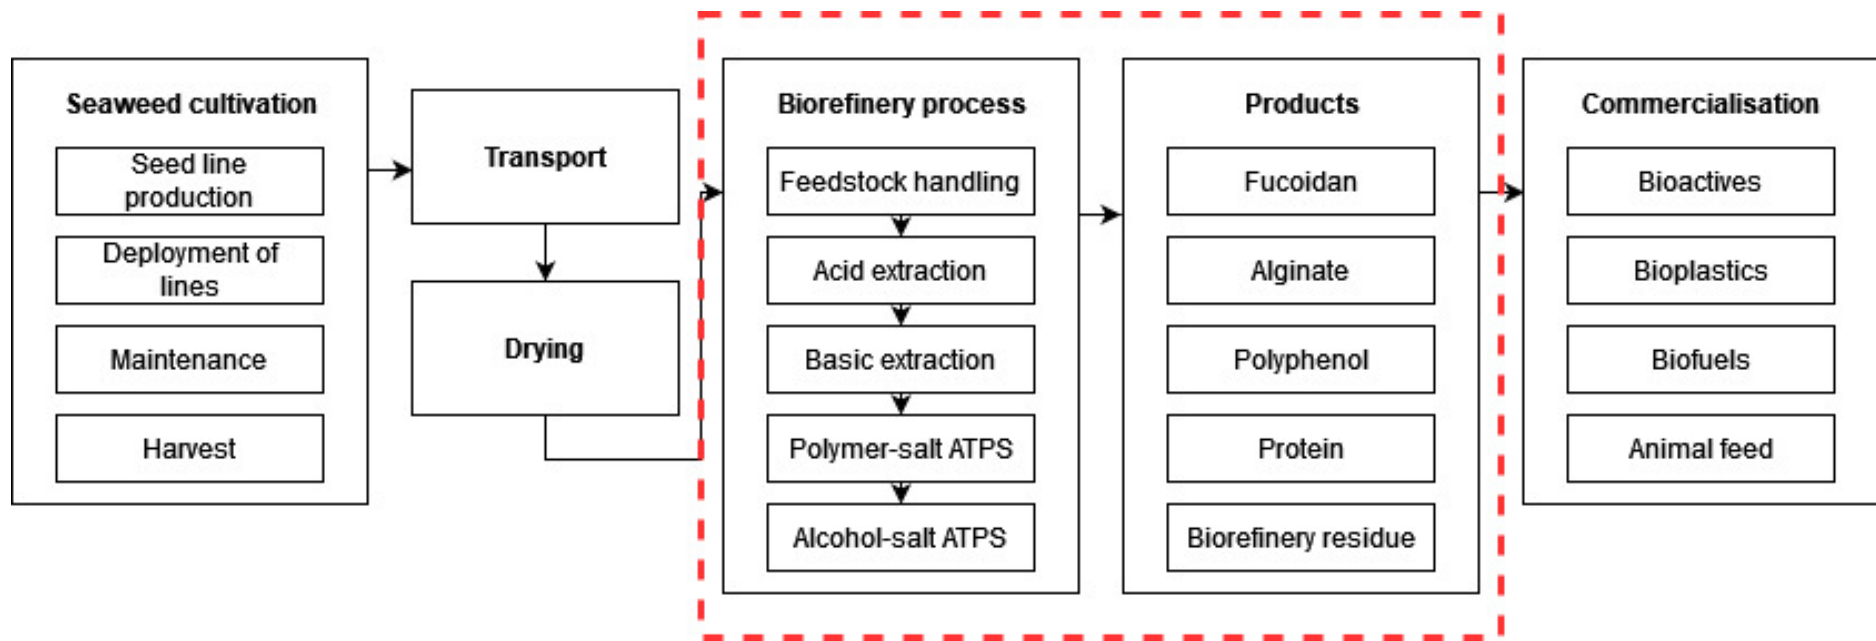 Seaweed cultivation
Seed line
production
Deployment of
lines
Maintenance
Harvest
Transport
Drying
Biorefinery process
Feedstock handling
Acid extraction
Basic extraction
Polymer-salt ATPS
Alcohol-salt ATPS
Products
Fucoidan
Alginate
Polyphenol
Protein
Biorefinery residue
Commercialisation
Bioactives
Bioplastics
Biofuels
Animal feed